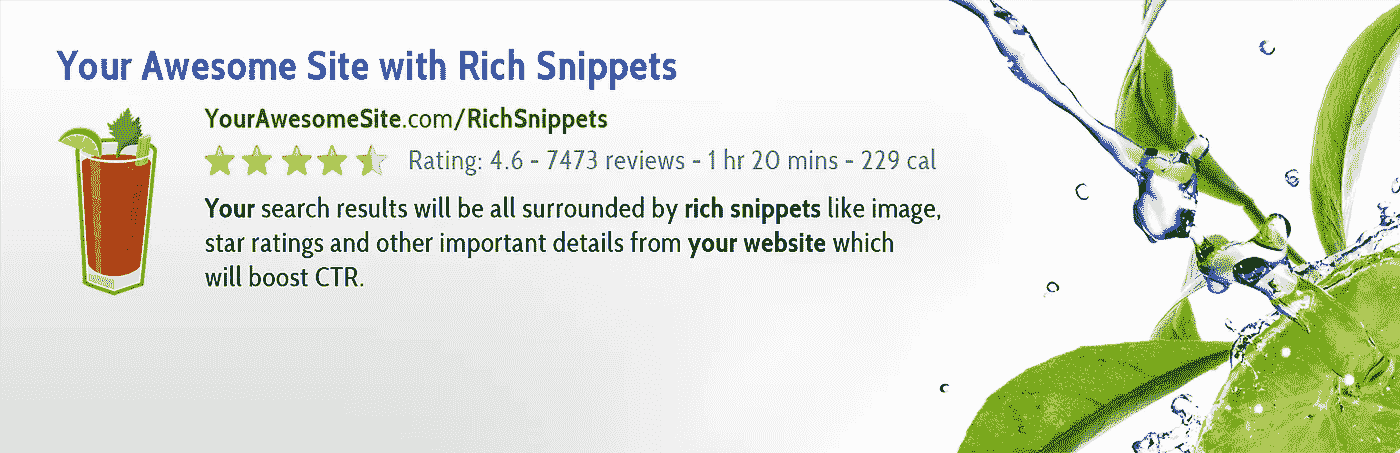 Your Awesome Site with Rich Snippets
YourAwesomeSite.com/RichSnippets
Rating: 4.6 - 7473 reviews - 1 hr 20 mins - 229 cal
Your search results will be all surrounded by rich snippets like image,
star ratings and other important details from your website which
will boost CTR.